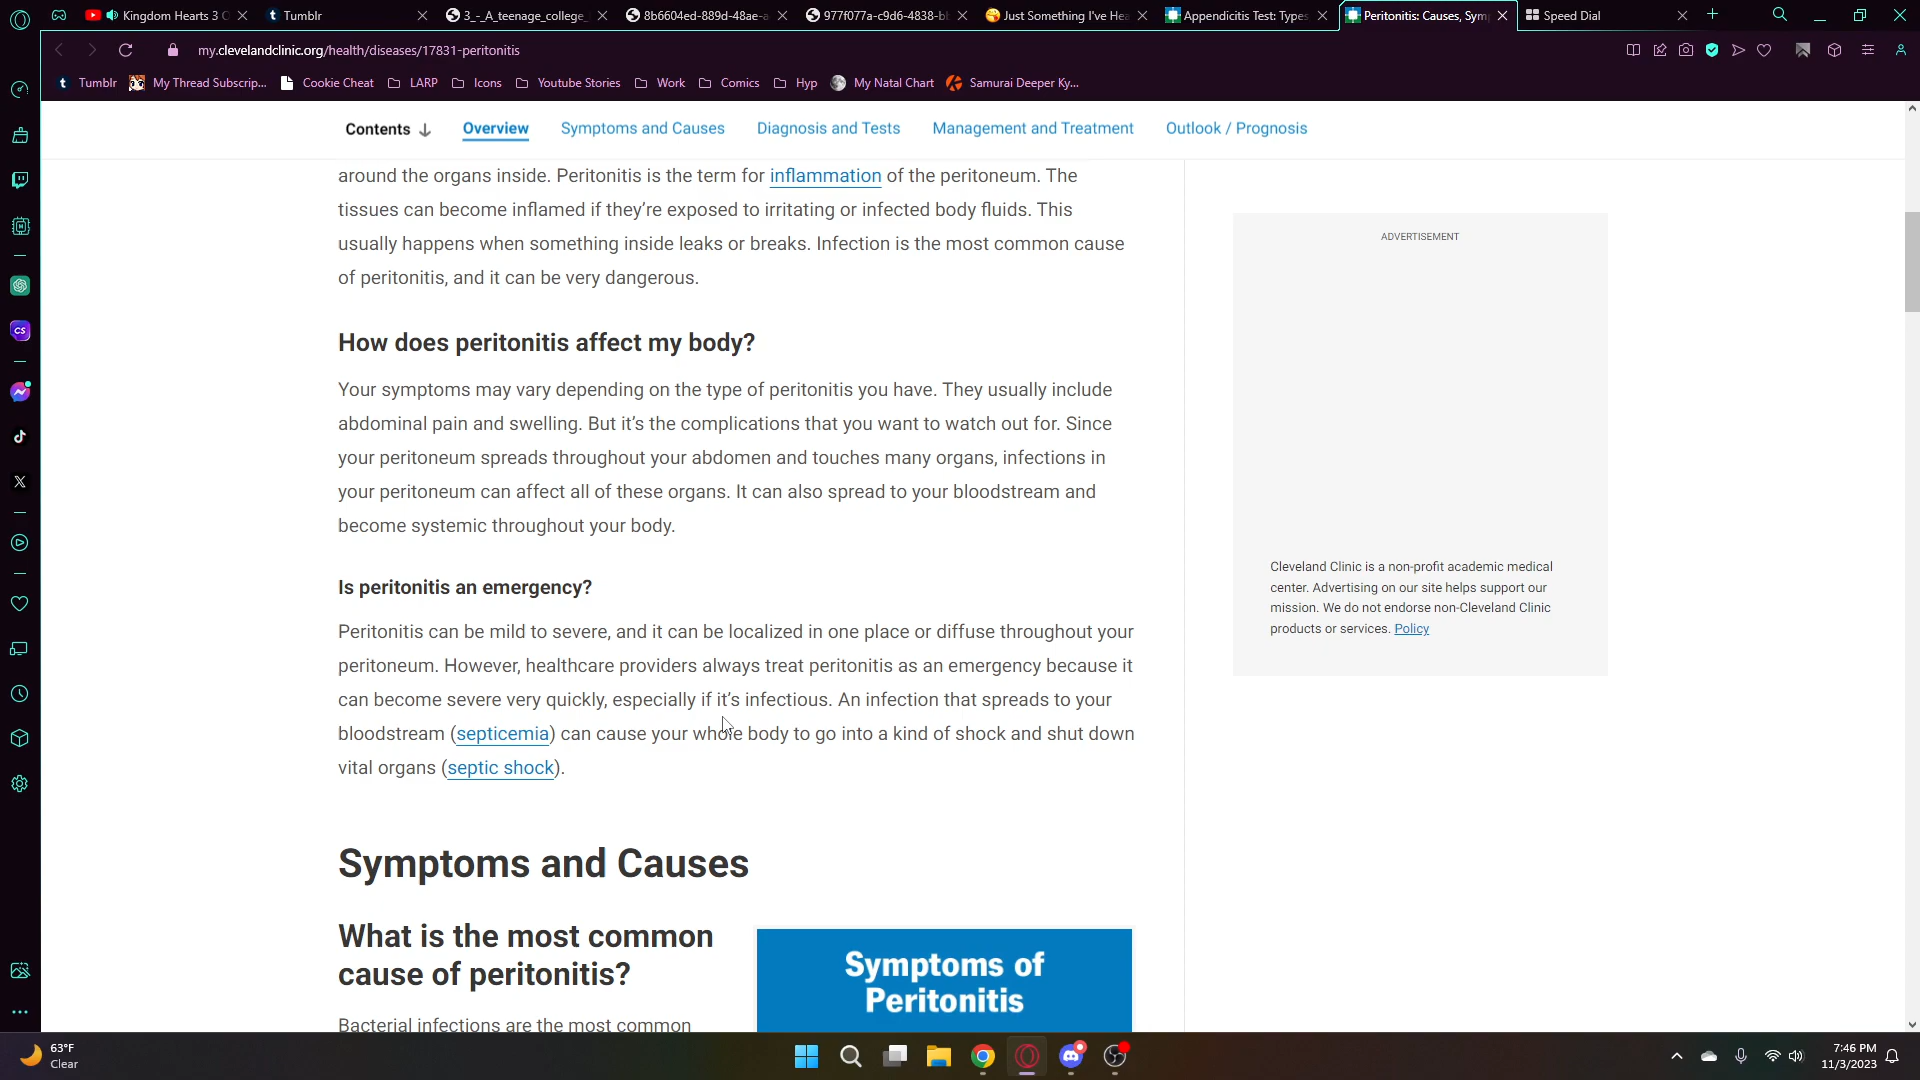 Kingdom Hearts 3 O
Tumblr
3_-_A_teenage_college_
8b6604ed-889d-48ae-a
977f077a-c9d6-4838-b
Just Something I've Hea
Appendicitis Test: Types
Peritonitis: Causes, Sym
Speed Dial
my.clevelandclinic.org/health/diseases/17831-peritonitis
Tumblr
My Thread Subscrip...
Cookie Cheat
LARP
Icons
Youtube Stories
Work
Comics
Hyp
My Natal Chart
Samurai Deeper Ky...
Contents
Overview
Symptoms and Causes
Diagnosis and Tests
Management and Treatment
Outlook / Prognosis
around the organs inside. Peritonitis is the term for inflammation of the peritoneum. The
tissues can become inflamed if they’re exposed to irritating or infected body fluids. This
usually happens when something inside leaks or breaks. Infection is the most common cause
of peritonitis, and it can be very dangerous.
How does peritonitis affect my body?
Your symptoms may vary depending on the type of peritonitis you have. They usually include
abdominal pain and swelling. But it’s the complications that you want to watch out for. Since
your peritoneum spreads throughout your abdomen and touches many organs, infections in
your peritoneum can affect all of these organs. It can also spread to your bloodstream and
become systemic throughout your body.
Is peritonitis an emergency?
Peritonitis can be mild to severe, and it can be localized in one place or diffuse throughout your
peritoneum. However, healthcare providers always treat peritonitis as an emergency because it
can become severe very quickly, especially if it’s infectious. An infection that spreads to your
bloodstream (septicemia) can cause your whole body to go into a kind of shock and shut down
vital organs (septic shock).
Symptoms and Causes
What is the most common
cause of peritonitis?
Bacterial infections are the most common
Symptoms of
Peritonitis
ADVERTISEMENT
Cleveland Clinic is a non-profit academic medical
center. Advertising on our site helps support our
mission. We do not endorse non-Cleveland Clinic
products or services. Policy
CS
63°F
Clear
7:46 PM
11/3/2023